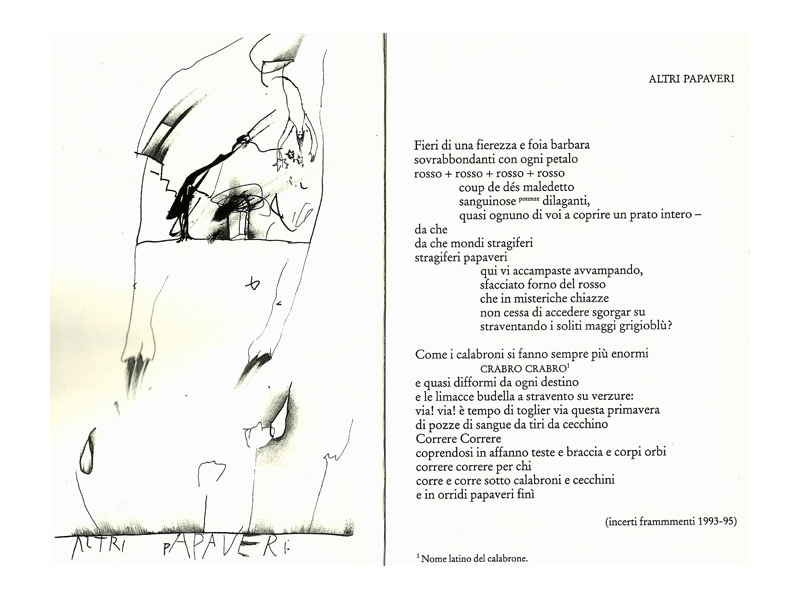 ALTRI PAPAVERI
ALTRI PAPAVERI
Fieri di una fierezza e foia barbara
sovrabbondanti con ogni petalo
rosso + rosso + rosso + rosso
coup de dés maledetto
sanguinose potenze dilaganti,
quasi ognuno di voi a coprire un prato intero –
da che
da che mondi stragiferi
stragiferi papaveri
qui vi accampaste avvampando,
sfacciato forno del rosso
che in misteriche chiazze
non cessa di accedere sgorgar su
straventando i soliti maggi grigioblù?
Come i calabroni si fanno sempre più enormi
CRABRO CRABRO¹
e quasi difformi da ogni destino
e le limacce budella a stravento su verzure:
via! via! è tempo di toglier via questa primavera
di pozze di sangue da tiri da cecchino
Correre Correre
coprendosi in affanno teste e braccia e corpi orbi
correre correre per chi
corre e corre sotto calabroni e cecchini
e in orridi papaveri finì
(incerti frammmenti 1993-95)
¹ Nome latino del calabrone.